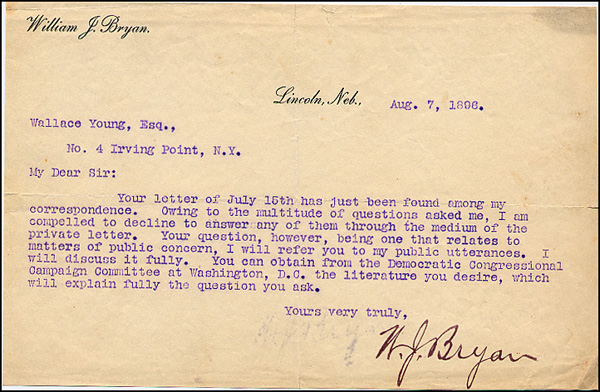 William J. Bryan.
Lincoln, Neb., Aug. 7, 1896.
Wallace Young, Esq.,
No. 4 Irving Point, N.Y.
My Dear Sir:
Your letter of July 15th has just been found among my
correspondence. Owing to the multitude of questions asked me, I am
compelled to decline to answer any of them through the medium of the
private letter. Your question, however, being one that relates to
matters of public concern, I will refer you to my public utterances. I
will discuss it fully. You can obtain from the Democratic Congressional
Campaign Committee at Washington, D.C. the literature you desire, which
will explain fully the question you ask.
Yours very truly,
W. J. Bryan